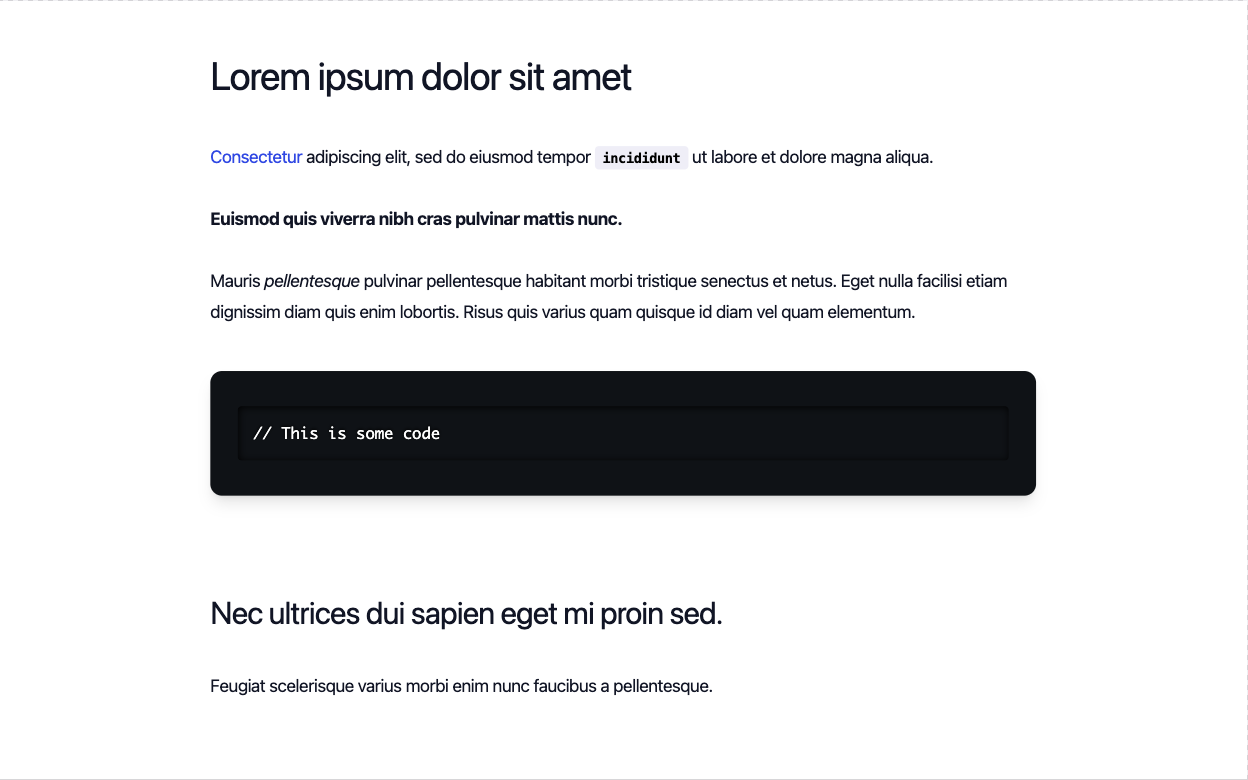 Lorem ipsum dolor sit amet
Consectetur adipiscing elit, sed do eiusmod tempor incididunt ut labore et dolore magna aliqua.
Euismod quis viverra nibh cras pulvinar mattis nunc.
Mauris pellentesque pulvinar pellentesque habitant morbi tristique senectus et netus. Eget nulla facilisi etiam
dignissim diam quis enim lobortis. Risus quis varius quam quisque id diam vel quam elementum.
// This is some code
Nec ultrices dui sapien eget mi proin sed.
Feugiat scelerisque varius morbi enim nunc faucibus a pellentesque.